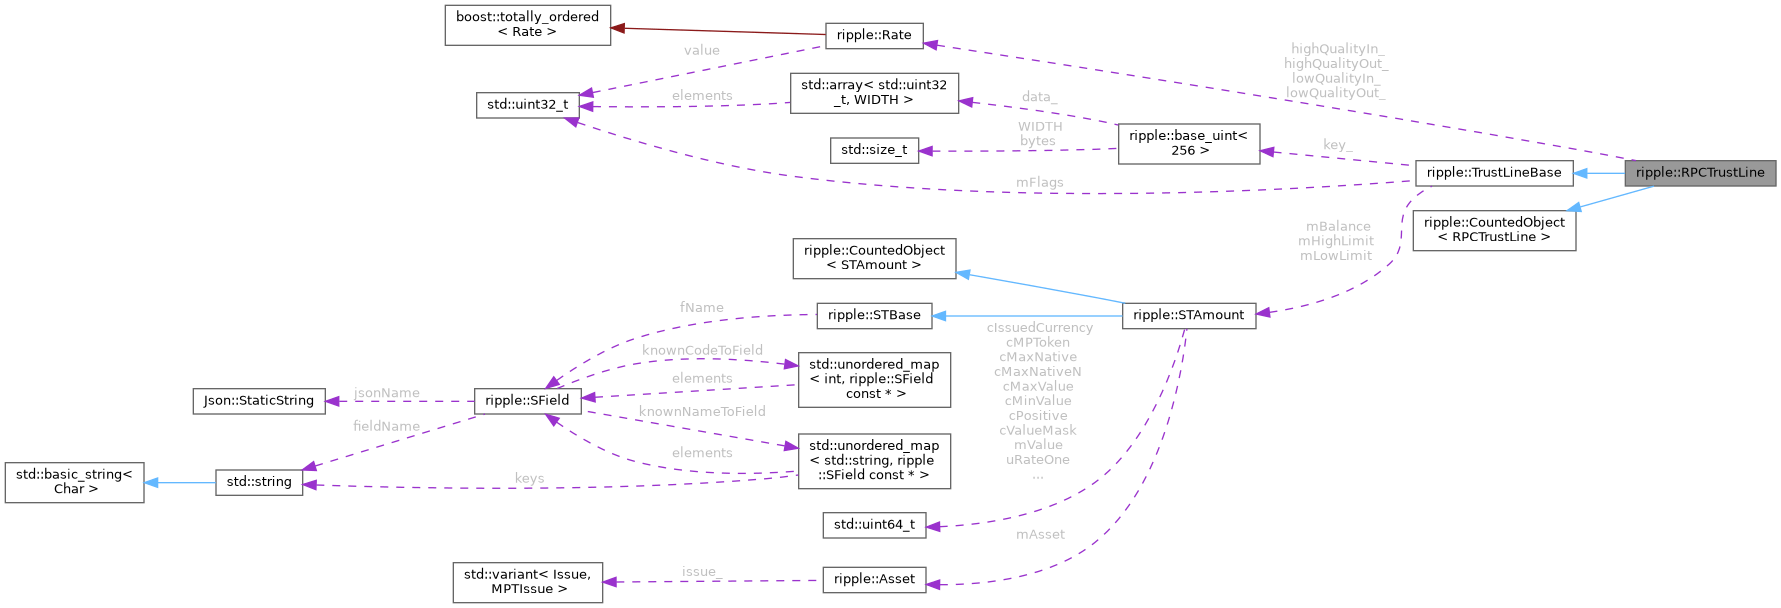 boost::totally_ordered
< Rate >
ripple::Rate
highQualityIn_
highQualityOut_
lowQualityIn_
lowQualityOut_
value
std::array< std::uint32
_t, WIDTH >
elements
std::uint32_t
data_
WIDTH
bytes
ripple::base_uint<
256 >
std::size_t
key_
ripple::TrustLineBase
ripple::RPCTrustLine
mFlags
ripple::CountedObject
< RPCTrustLine >
mBalance
mHighLimit
mLowLimit
ripple::CountedObject
< STAmount >
fName
ripple::STBase
ripple::STAmount
cIssuedCurrency
cMPToken
cMaxNative
cMaxNativeN
cMaxValue
cMinValue
cPositive
cValueMask
mValue
uRateOne
...
knownCodeToField
std::unordered_map
< int, ripple::SField
const * >
elements
Json::StaticString
jsonName
ripple::SField
knownNameToField
fieldName
std::unordered_map
< std::string, ripple
::SField const * >
elements
std::basic_string<
Char >
std::string
keys
std::uint64_t
mAsset
std::variant< Issue,
MPTIssue >
issue_
ripple::Asset